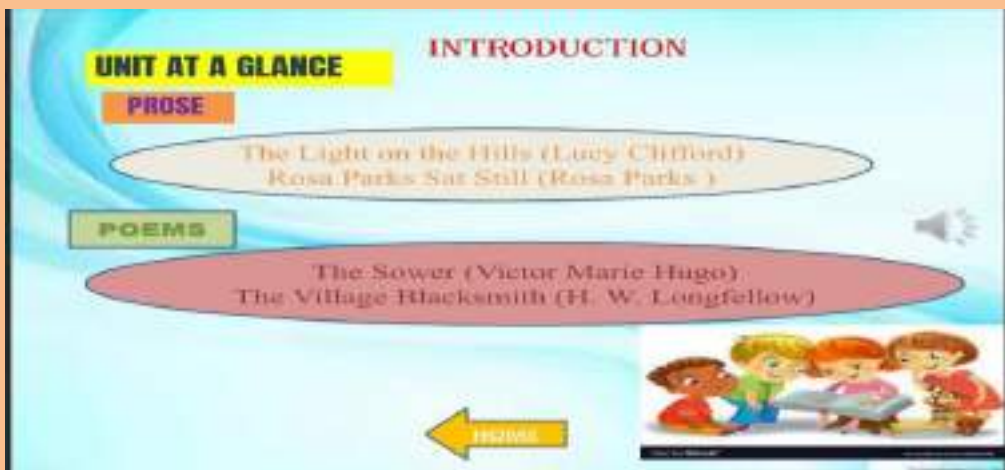 INTRODUCTION
UNIT AT A GLANCE
PROSE
The Light on the Hills (Lucy Clifford)
Rosa Parks Sat Still (Rosa Parks )
POEMS
The Sower (Victor Marie Hugo)
The Village Blacksmith (H. W. Longfellow)